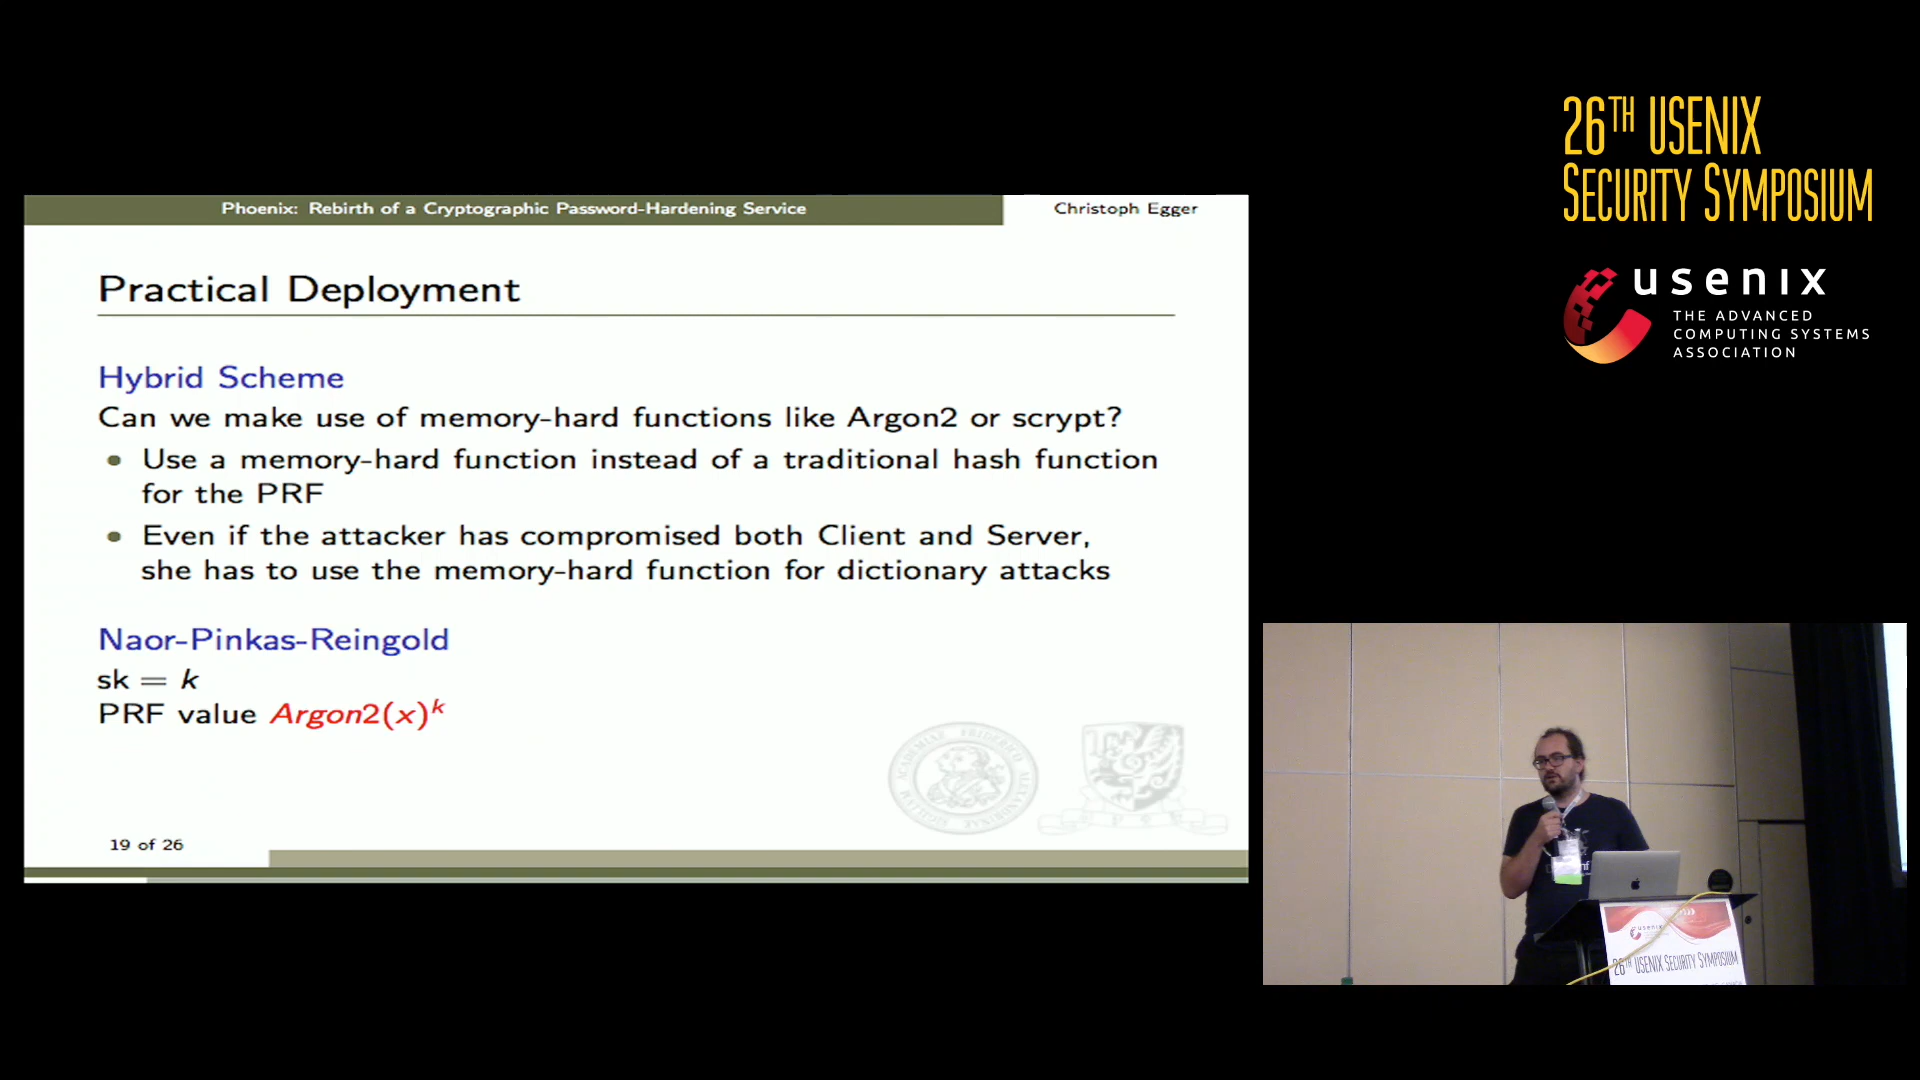 26TH USENIX
SECURITY SYMPOSIUM
usenix
THE ADVANCED
COMPUTING SYSTEMS
ASSOCIATION
Phoenix: Rebirth of a Cryptographic Password-Hardening Service
Christoph Egger
Practical Deployment
Hybrid Scheme
Can we make use of memory-hard functions like Argon2 or scrypt?
• Use a memory-hard function instead of a traditional hash function
for the PRF
• Even if the attacker has compromised both Client and Server,
she has to use the memory-hard function for dictionary attacks
Naor-Pinkas-Reingold
sk = k
PRF value Argon2(x)^k
19 of 26
usenix
26TH USENIX SECURITY SYMPOSIUM